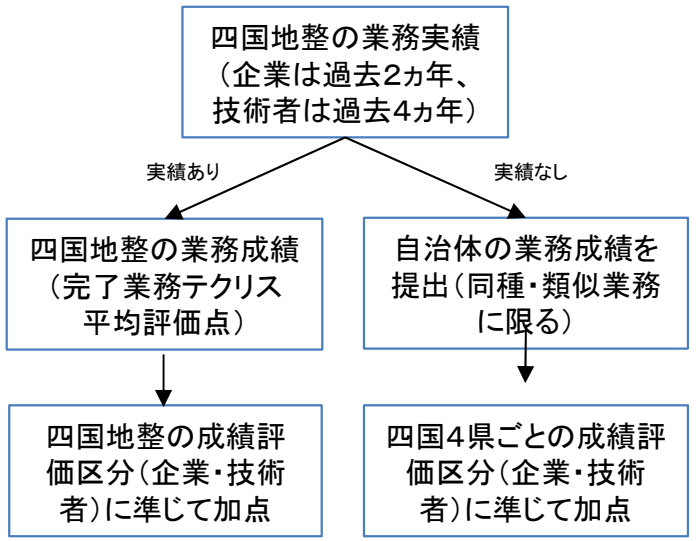 四国地整の業務実績
（企業は過去２ヵ年、
技術者は過去４ヵ年）
実績あり
実績なし
四国地整の業務成績
（完了業務テクリス
平均評価点）
自治体の業務成績を
提出（同種・類似業務
に限る）
四国地整の成績評
価区分（企業・技術
者）に準じて加点
四国４県ごとの成績評
価区分（企業・技術
者）に準じて加点